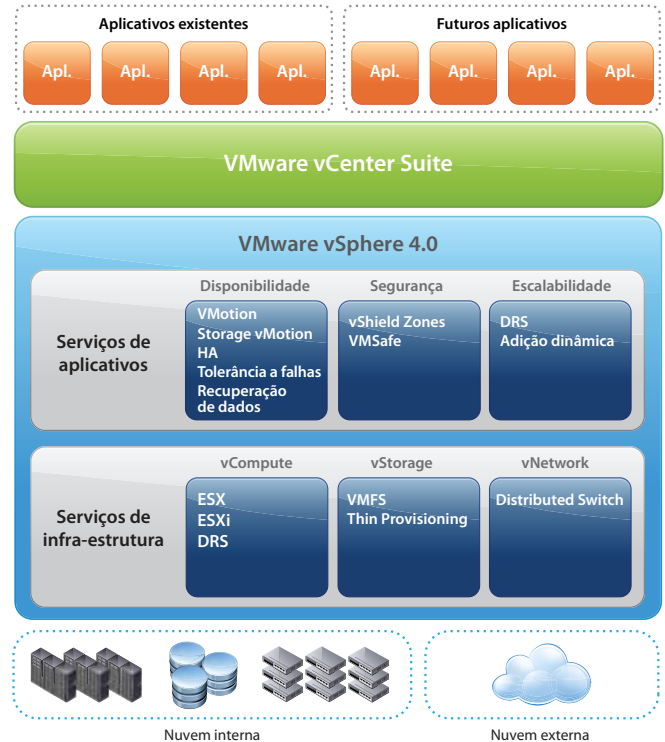 Aplicativos existentes
Futuros aplicativos
Apl.
Apl.
Apl.
Apl.
Apl.
Apl.
Apl.
Apl.
VMware vCenter Suite
VMware vSphere 4.0
Serviços de
aplicativos
Disponibilidade
VMotion
Storage vMotion
HA
Tolerância a falhas
Recuperação
de dados
Segurança
vShield Zones
VMSafe
Escalabilidade
DRS
Adição dinâmica
Serviços de
infra-estrutura
vCompute
ESX
ESXi
DRS
vStorage
VMFS
Thin Provisioning
vNetwork
Distributed Switch
Nuvem interna
Nuvem externa